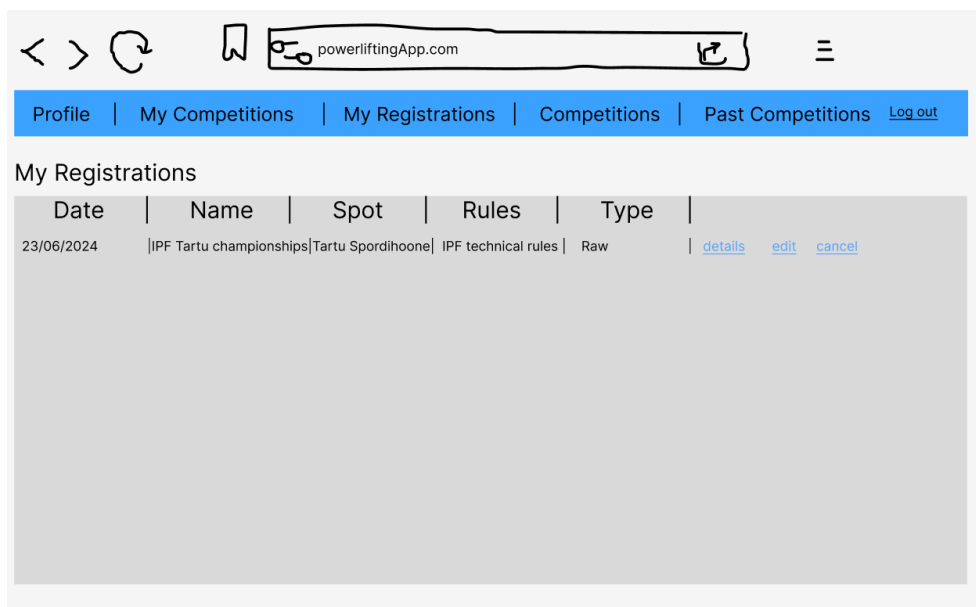 powerliftingApp.com
Profile | My Competitions | My Registrations | Competitions | Past Competitions Log out
My Registrations
Date | Name | Spot | Rules | Type |
23/06/2024 |IPF Tartu championships|Tartu Spordihoone| IPF technical rules | Raw | details edit cancel